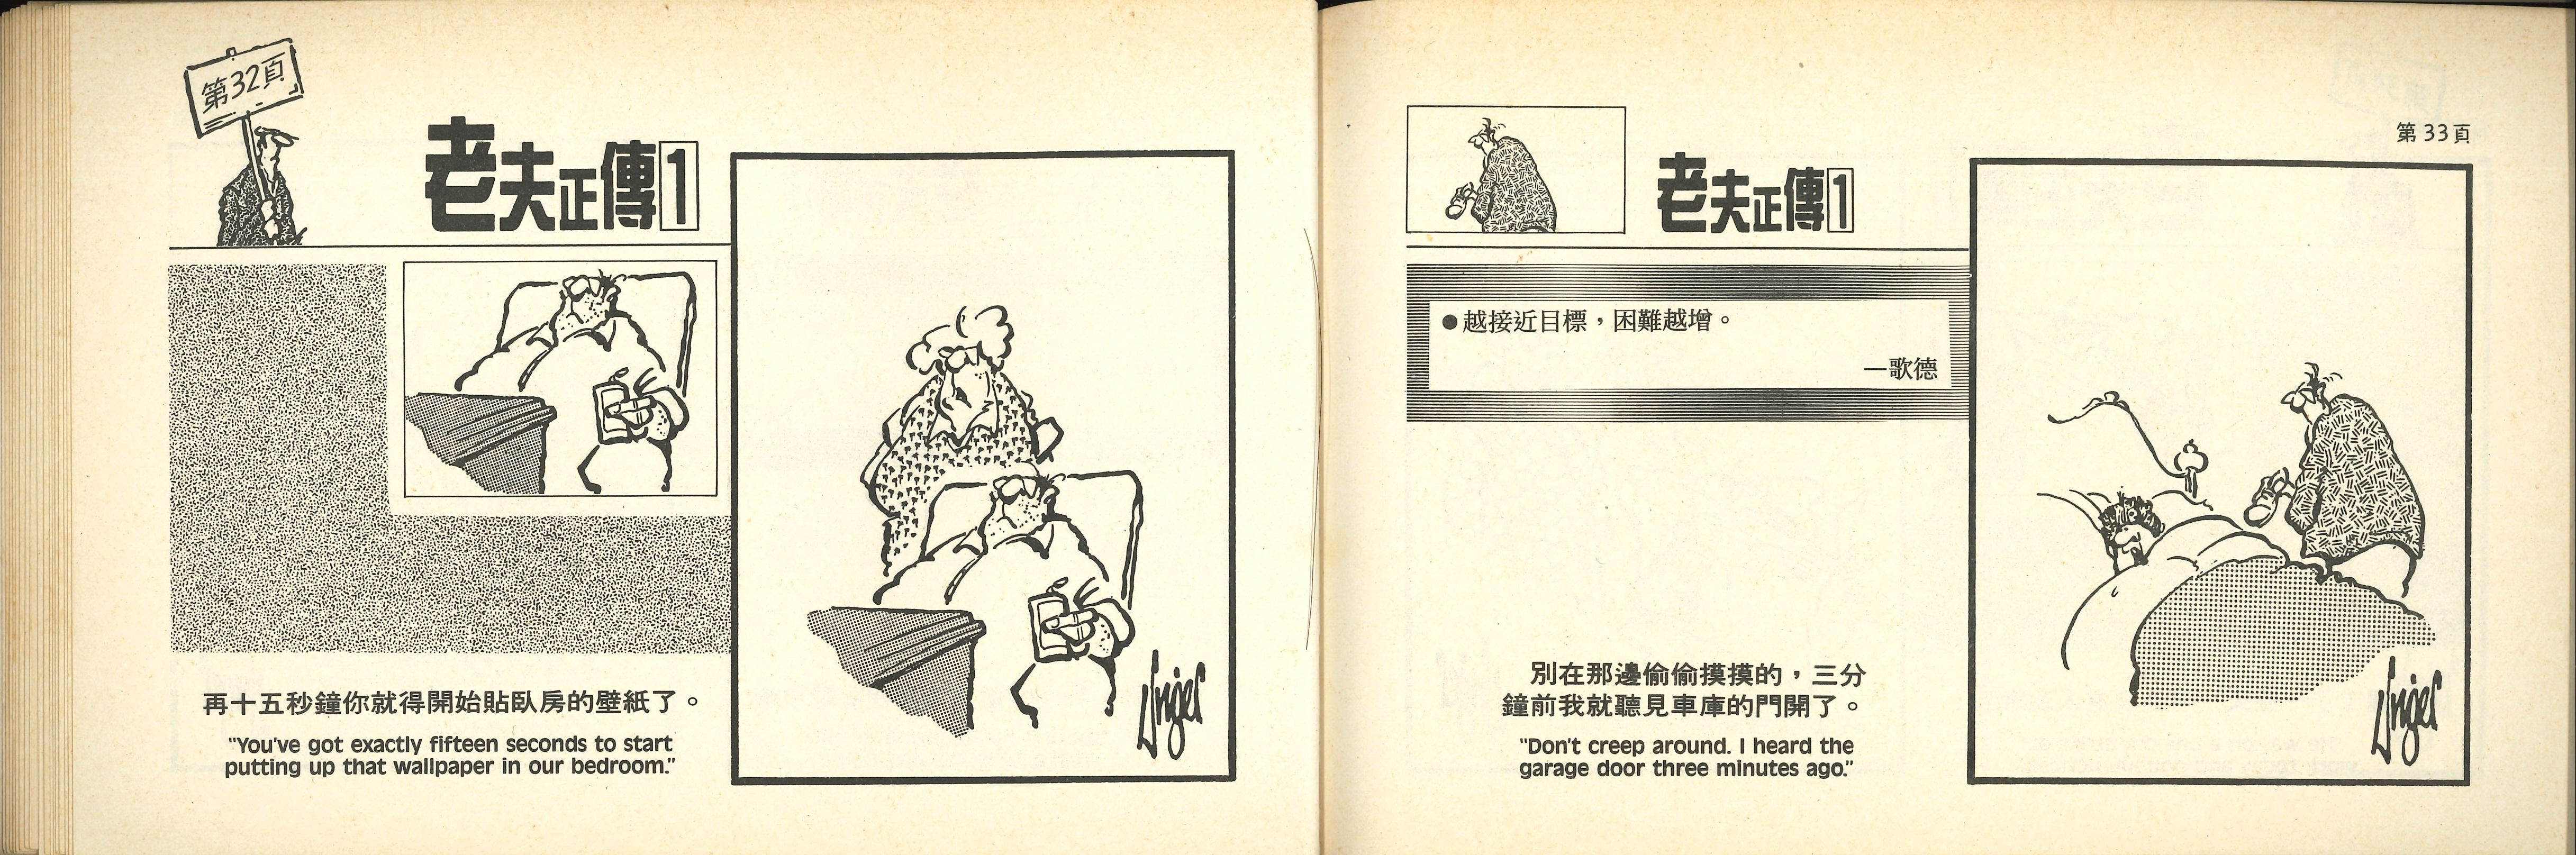 第32頁
老夫正傳1
再十五秒鐘你就得開始貼臥房的壁紙了。
"You've got exactly fifteen seconds to start
putting up that wallpaper in our bedroom."
Unger
第33頁
老夫正傳1
●越接近目標，困難越增。
—歌德
別在那邊偷偷摸摸的，三分
鐘前我就聽見車庫的門開了。
"Don't creep around. I heard the
garage door three minutes ago."
Unger